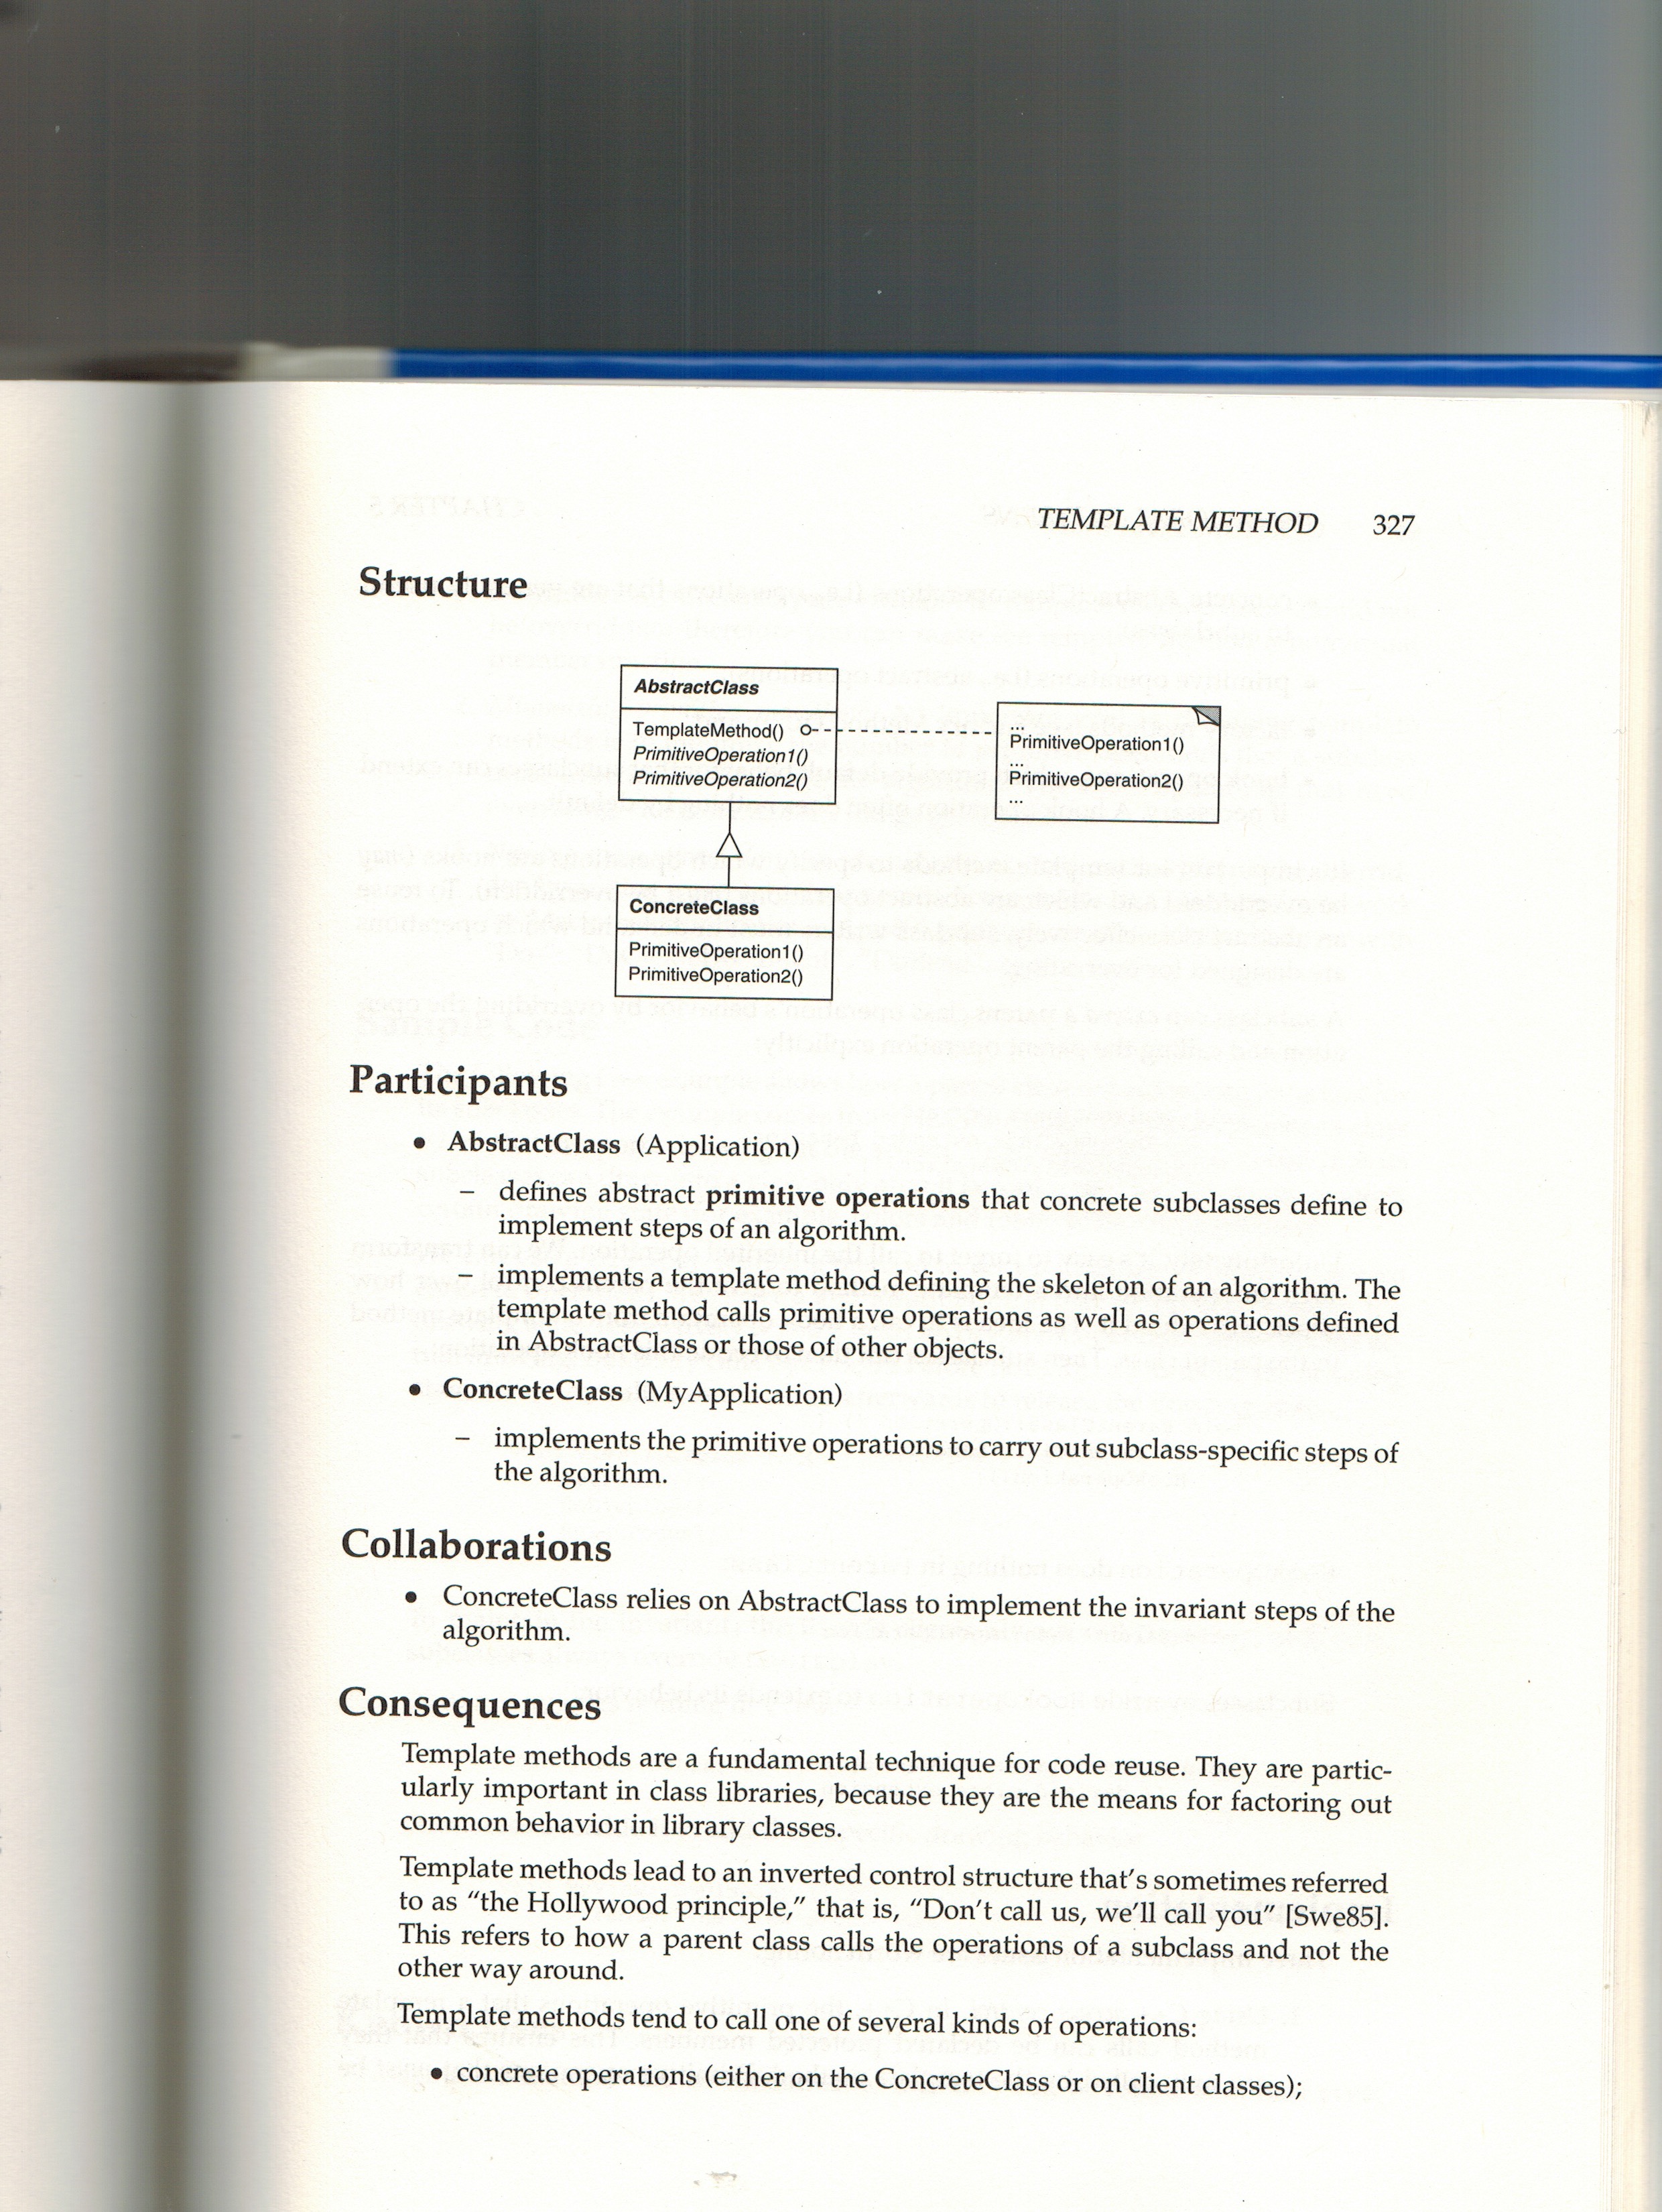 TEMPLATE METHOD 327
Structure
AbstractClass
TemplateMethod()
PrimitiveOperation1()
PrimitiveOperation2()
...
PrimitiveOperation1()
...
PrimitiveOperation2()
...
ConcreteClass
PrimitiveOperation1()
PrimitiveOperation2()
Participants
• AbstractClass (Application)
– defines abstract primitive operations that concrete subclasses define to
implement steps of an algorithm.
– implements a template method defining the skeleton of an algorithm. The
template method calls primitive operations as well as operations defined
in AbstractClass or those of other objects.
• ConcreteClass (MyApplication)
– implements the primitive operations to carry out subclass-specific steps of
the algorithm.
Collaborations
• ConcreteClass relies on AbstractClass to implement the invariant steps of the
algorithm.
Consequences
Template methods are a fundamental technique for code reuse. They are partic-
ularly important in class libraries, because they are the means for factoring out
common behavior in library classes.
Template methods lead to an inverted control structure that's sometimes referred
to as "the Hollywood principle," that is, "Don't call us, we'll call you" [Swe85].
This refers to how a parent class calls the operations of a subclass and not the
other way around.
Template methods tend to call one of several kinds of operations:
• concrete operations (either on the ConcreteClass or on client classes);